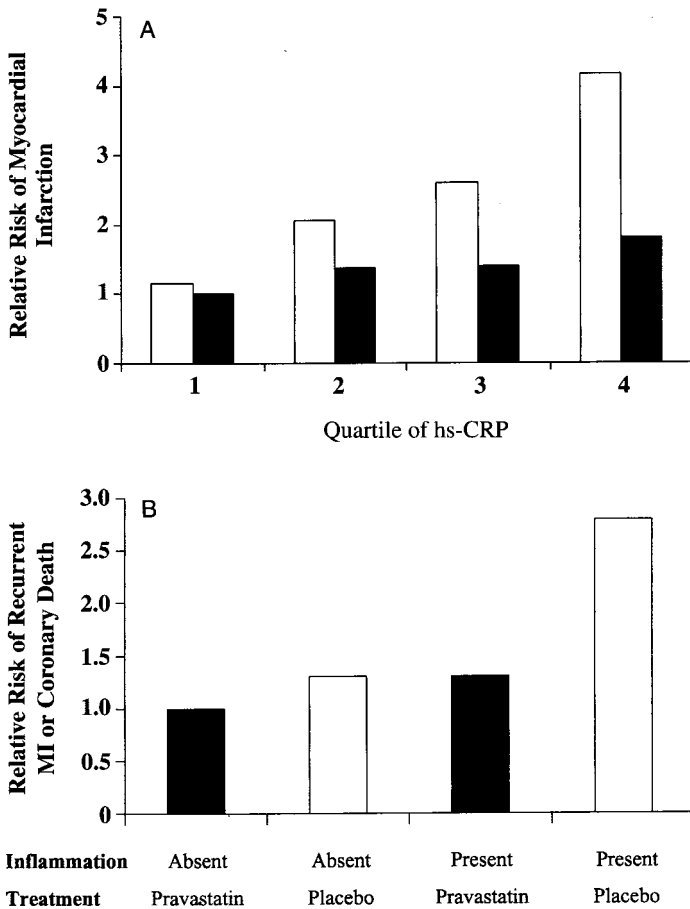 A
Relative Risk of Myocardial
Infarction
5
4
3
2
1
0
1 2 3 4
Quartile of hs-CRP
B
Relative Risk of Recurrent
MI or Coronary Death
3.0
2.5
2.0
1.5
1.0
0.5
0
Inflammation Absent Absent Present Present
Treatment Pravastatin Placebo Pravastatin Placebo